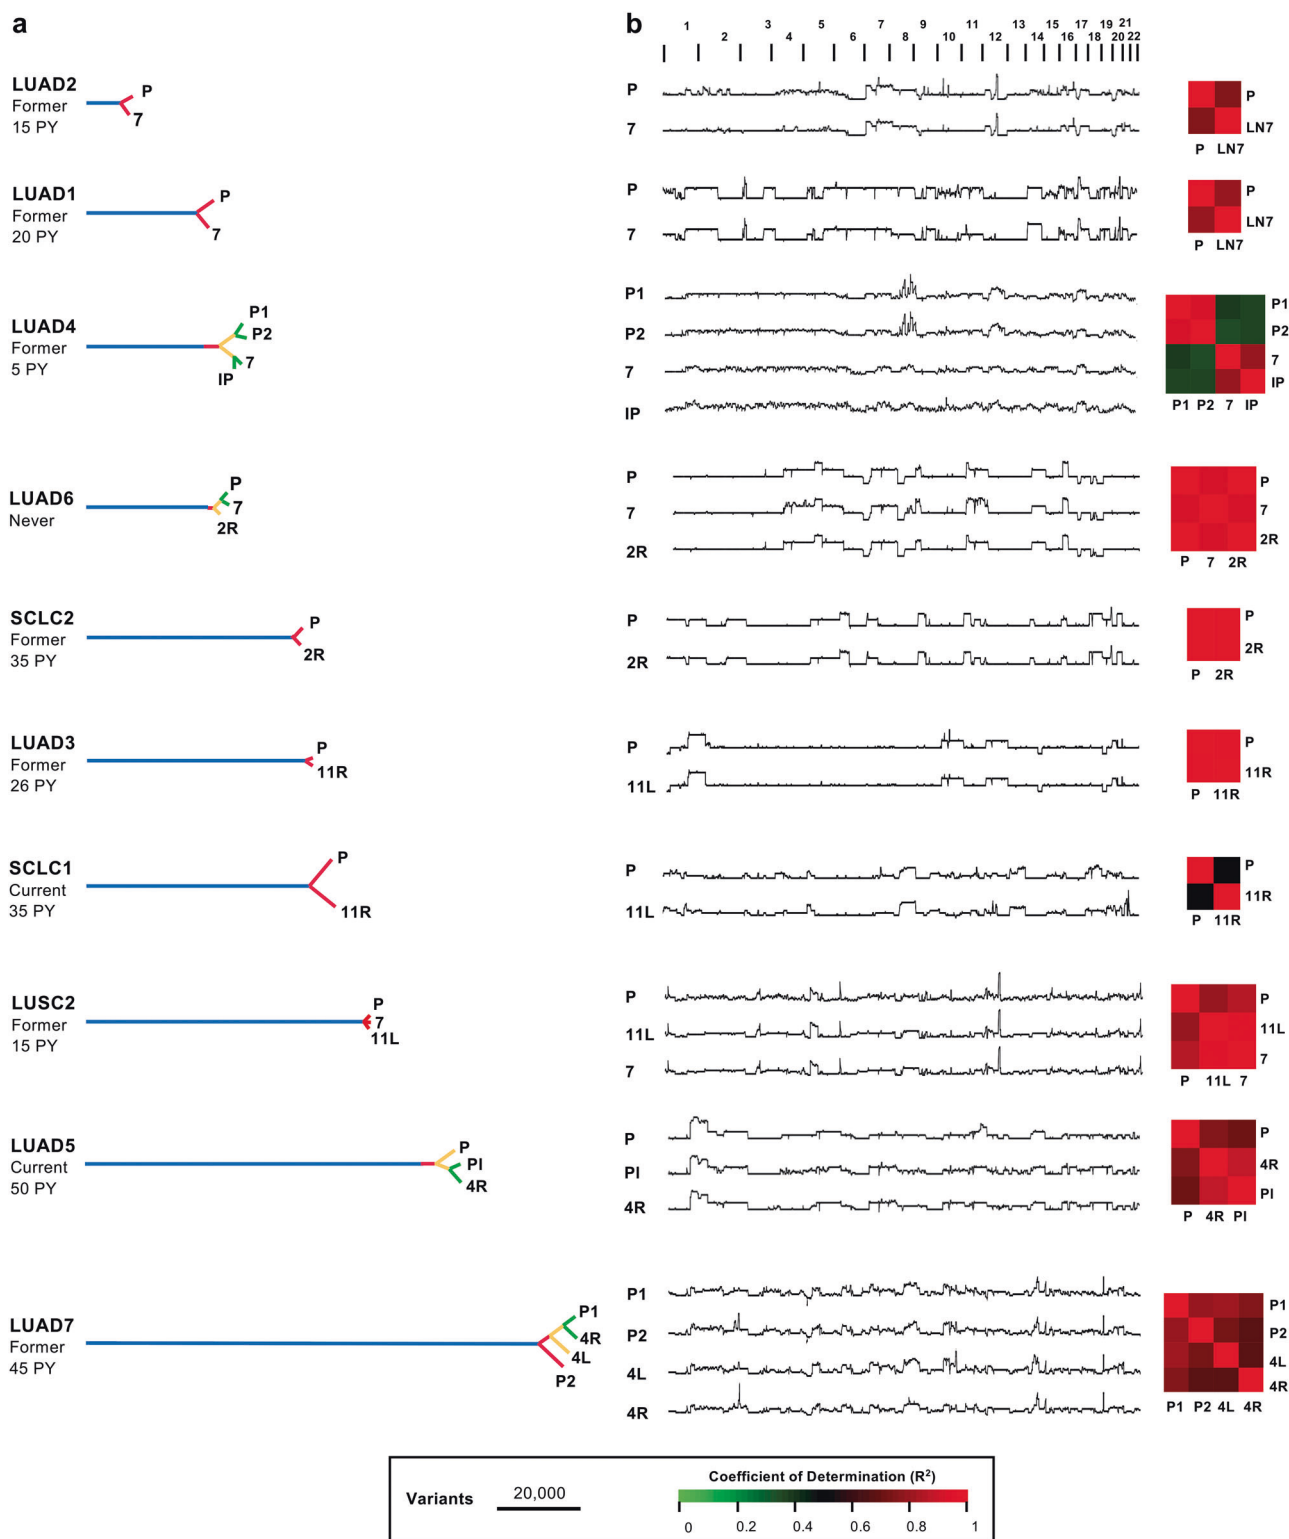 a
b
1 2 3 4 5 6 7 8 9 10 11 12 13 14 15 16 17 18 19 20 21 22
LUAD2
Former
15 PY
P
7
P
7
P
LN7
P LN7
LUAD1
Former
20 PY
P
7
P
7
P
LN7
P LN7
LUAD4
Former
5 PY
P1
P2
7
IP
P1
P2
7
IP
P1
P2
7
IP
P1 P2 7 IP
LUAD6
Never
P
7
2R
P
7
2R
P
7
2R
P 7 2R
SCLC2
Former
35 PY
P
2R
P
2R
P
2R
P 2R
LUAD3
Former
26 PY
P
11R
P
11L
P
11R
P 11R
SCLC1
Current
35 PY
P
11R
P
11L
P
11R
P 11R
LUSC2
Former
15 PY
P
7
11L
P
11L
7
P
11L
7
P 11L 7
LUAD5
Current
50 PY
P
PI
4R
P
PI
4R
P
4R
PI
P 4R PI
LUAD7
Former
45 PY
P1
4R
4L
P2
P1
P2
4L
4R
P1
P2
4L
4R
P1 P2 4L 4R
Variants 20,000
Coefficient of Determination (R²)
0 0.2 0.4 0.6 0.8 1